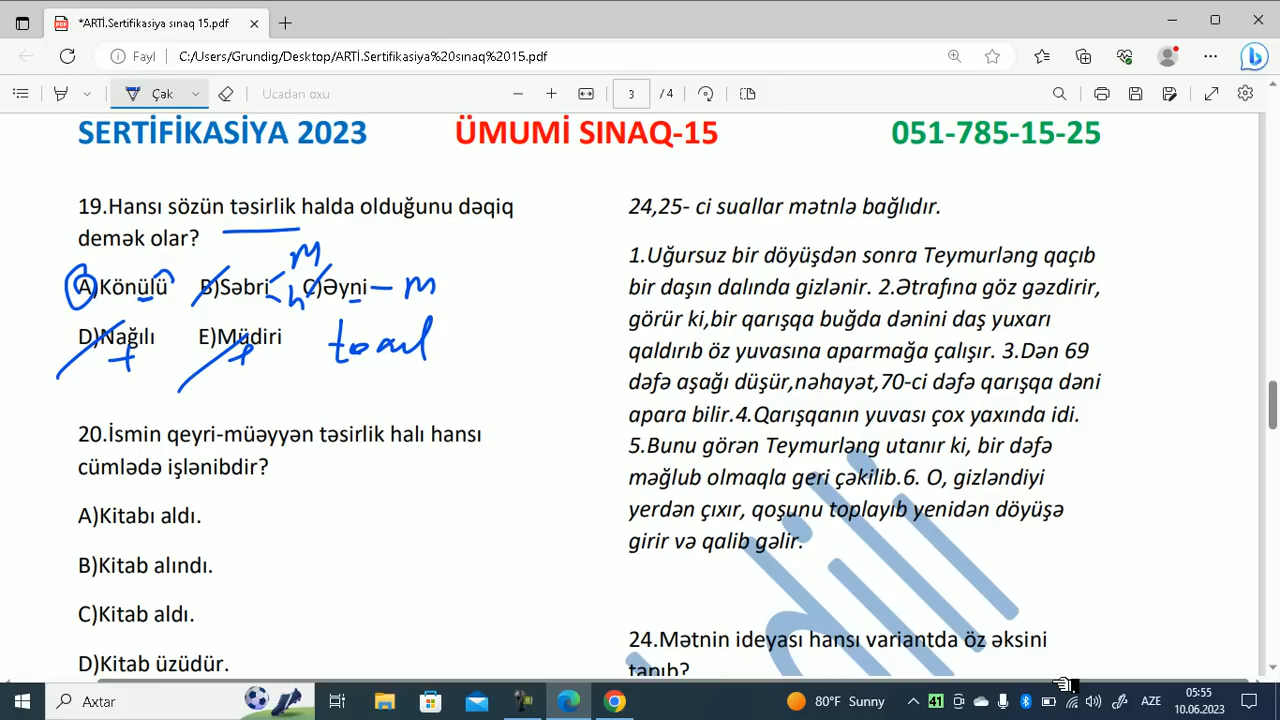 *ARTİ.Sertifikasiya sınaq 15.pdf
Fayl C:/Users/Grundig/Desktop/ARTİ.Sertifikasiya%20sınaq%2015.pdf
Çək Ucadan oxu 3 / 4
SERTİFİKASİYA 2023 ÜMUMİ SINAQ-15 051-785-15-25
19.Hansı sözün təsirlik halda olduğunu dəqiq
demək olar?
M
A)Könülü B)Səbri C)Əyni – m
h
D)Nağılı E)Müdiri
+ +
20.İsmin qeyri-müəyyən təsirlik halı hansı
cümlədə işlənibdir?
A)Kitabı aldı.
B)Kitab alındı.
C)Kitab aldı.
D)Kitab üzüdür.
24,25- ci suallar mətnlə bağlıdır.
1.Uğursuz bir döyüşdən sonra Teymurləng qaçıb
bir daşın dalında gizlənir. 2.Ətrafına göz gəzdirir,
görür ki,bir qarışqa buğda dənini daş yuxarı
qaldırıb öz yuvasına aparmağa çalışır. 3.Dən 69
dəfə aşağı düşür,nəhayət,70-ci dəfə qarışqa dəni
apara bilir.4.Qarışqanın yuvası çox yaxında idi.
5.Bunu görən Teymurləng utanır ki, bir dəfə
məğlub olmaqla geri çəkilib.6. O, gizləndiyi
yerdən çıxır, qoşunu toplayıb yenidən döyüşə
girir və qalib gəlir.
24.Mətnin ideyası hansı variantda öz əksini
tapıb?
dili
Axtar 80°F Sunny 41 AZE 05:55
10.06.2023